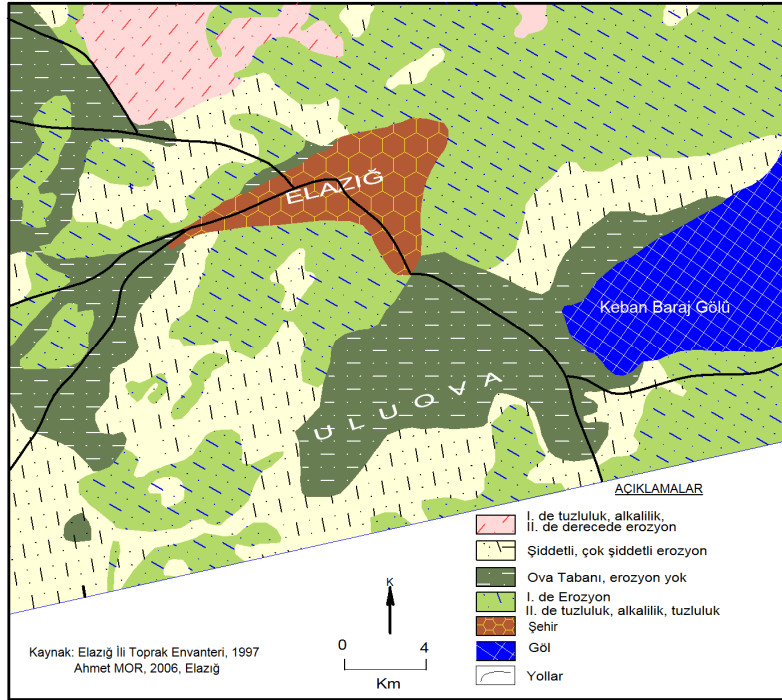 ELAZIĞ
Keban Baraj Gölü
ULUOVA
AÇIKLAMALAR
I. de tuzluluk, alkalilik,
II. de derecede erozyon
Şiddetli, çok şiddetli erozyon
Ova Tabanı, erozyon yok
I. de Erozyon
II. de tuzluluk, alkalilik, tuzluluk
Şehir
Göl
Yollar
K
0 4
Km
Kaynak: Elazığ İli Toprak Envanteri, 1997
Ahmet MOR, 2006, Elazığ